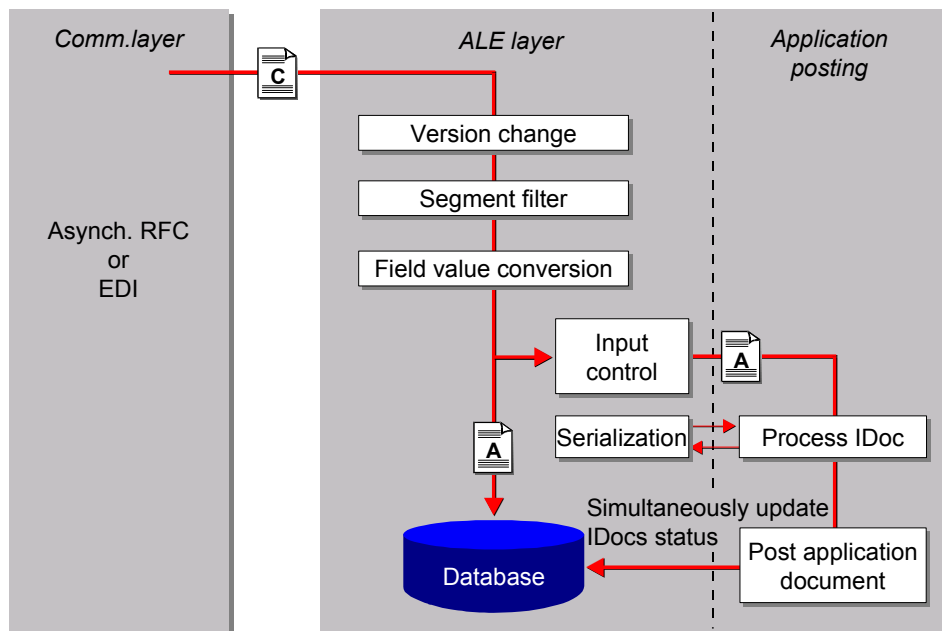 Comm.layer
ALE layer
Application
posting
C
Version change
Segment filter
Asynch. RFC
or
EDI
Field value conversion
Input
control
A
A
Serialization
Process IDoc
Simultaneously update
IDocs status
Post application
document
Database